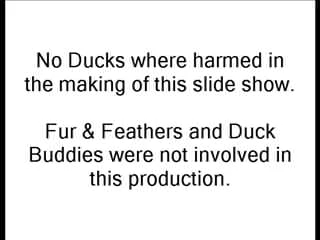 No Ducks where harmed in
the making of this slide show.
Fur & Feathers and Duck
Buddies were not involved in
this production.